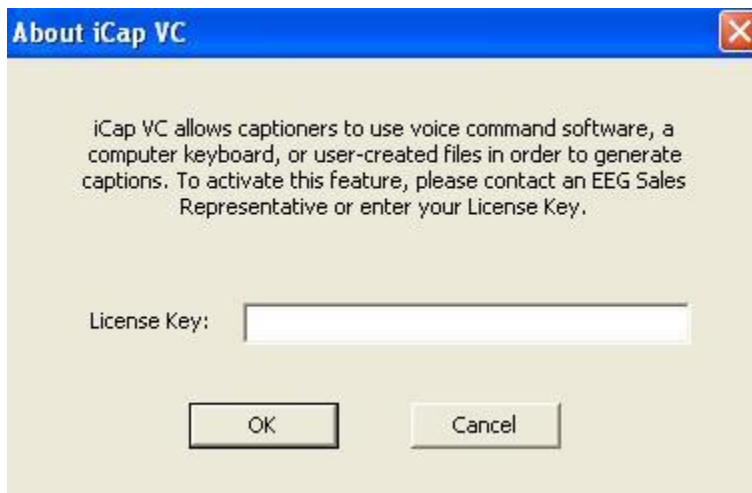 About iCap VC
iCap VC allows captioners to use voice command software, a
computer keyboard, or user-created files in order to generate
captions. To activate this feature, please contact an EEG Sales
Representative or enter your License Key.
License Key:
OK
Cancel